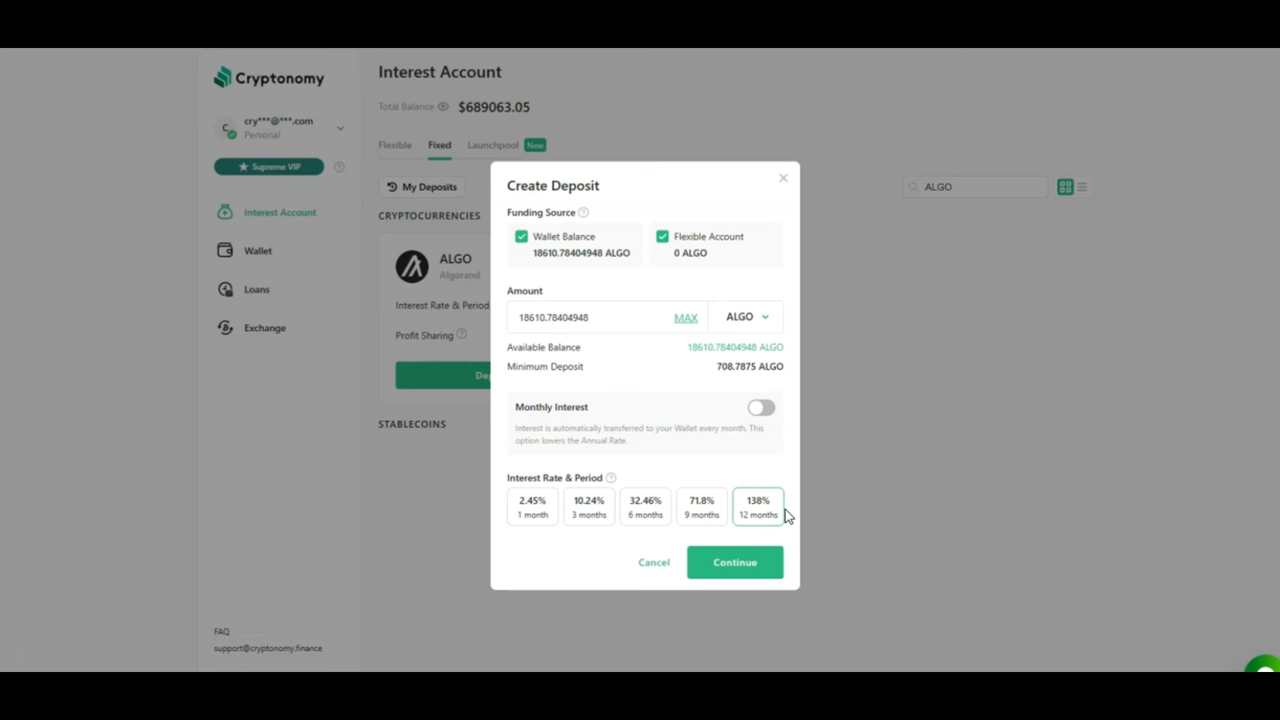 Cryptonomy
cry***@***.com
Personal
Supreme VIP
Interest Account
Wallet
Loans
Exchange
FAQ
support@cryptonomy.finance
Interest Account
Total Balance $689063.05
Flexible Fixed Launchpool New
My Deposits
ALGO
CRYPTOCURRENCIES
ALGO
Algorand
Interest Rate & Period
Profit Sharing
De
STABLECOINS
Create Deposit
Funding Source
Wallet Balance
18610.78404948 ALGO
Flexible Account
0 ALGO
Amount
18610.78404948 MAX ALGO
Available Balance 18610.78404948 ALGO
Minimum Deposit 708.7875 ALGO
Monthly Interest
Interest is automatically transferred to your Wallet every month. This
option lowers the Annual Rate.
Interest Rate & Period
2.45% 10.24% 32.46% 71.8% 138%
1 month 3 months 6 months 9 months 12 months
Cancel Continue